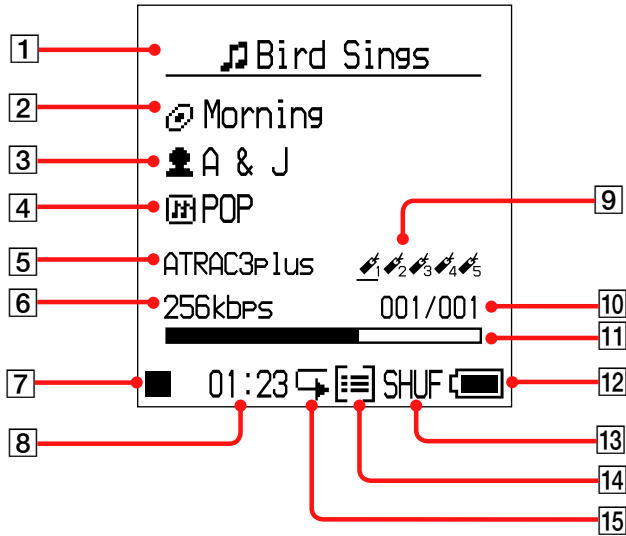 1 Bird Sings
2 Morning
3 A & J
4 POP
9
5 ATRAC3plus 1 2 3 4 5
6 256kbps 001/001 10
11
7 01:23 SHUF 12
8 13
14
15